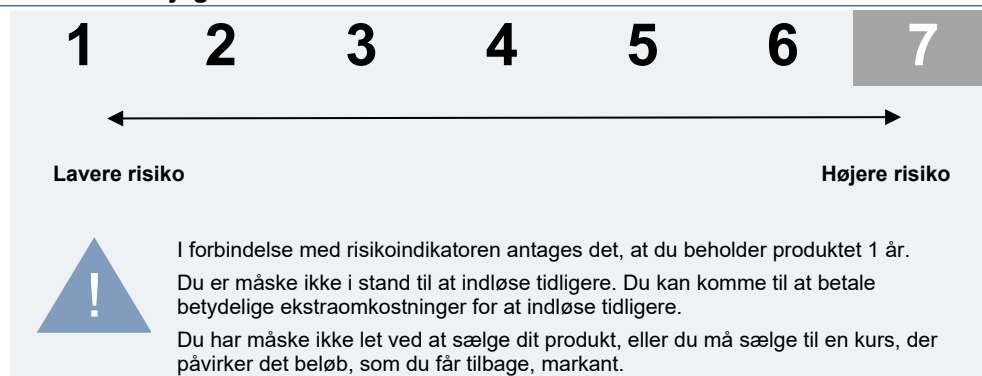 1 2 3 4 5 6 7
Lavere risiko Højere risiko
!
I forbindelse med risikoindikatoren antages det, at du beholder produktet 1 år.
Du er måske ikke i stand til at indløse tidligere. Du kan komme til at betale
betydelige ekstraomkostninger for at indløse tidligere.
Du har måske ikke let ved at sælge dit produkt, eller du må sælge til en kurs, der
påvirker det beløb, som du får tilbage, markant.